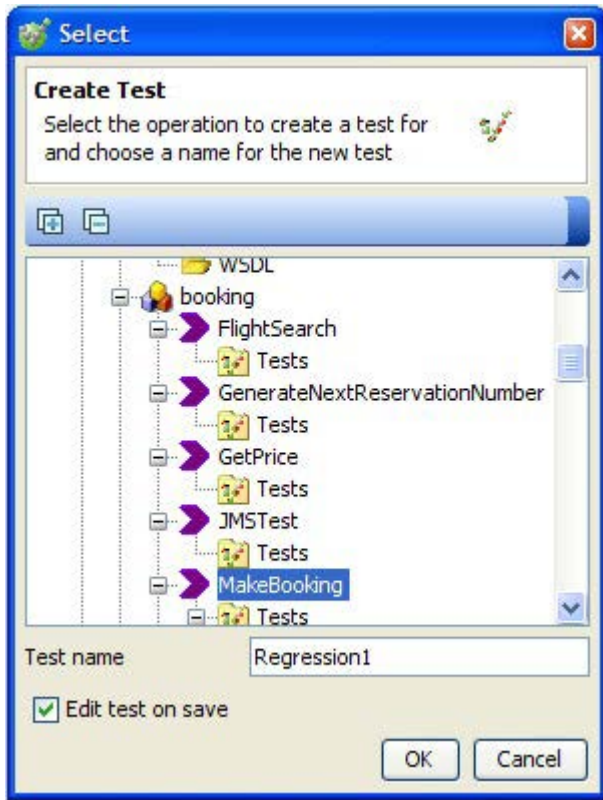 Select
Create Test
Select the operation to create a test for
and choose a name for the new test
WSDL
booking
FlightSearch
Tests
GenerateNextReservationNumber
Tests
GetPrice
Tests
JMSTest
Tests
MakeBooking
Tests
Test name
Regression1
Edit test on save
OK
Cancel